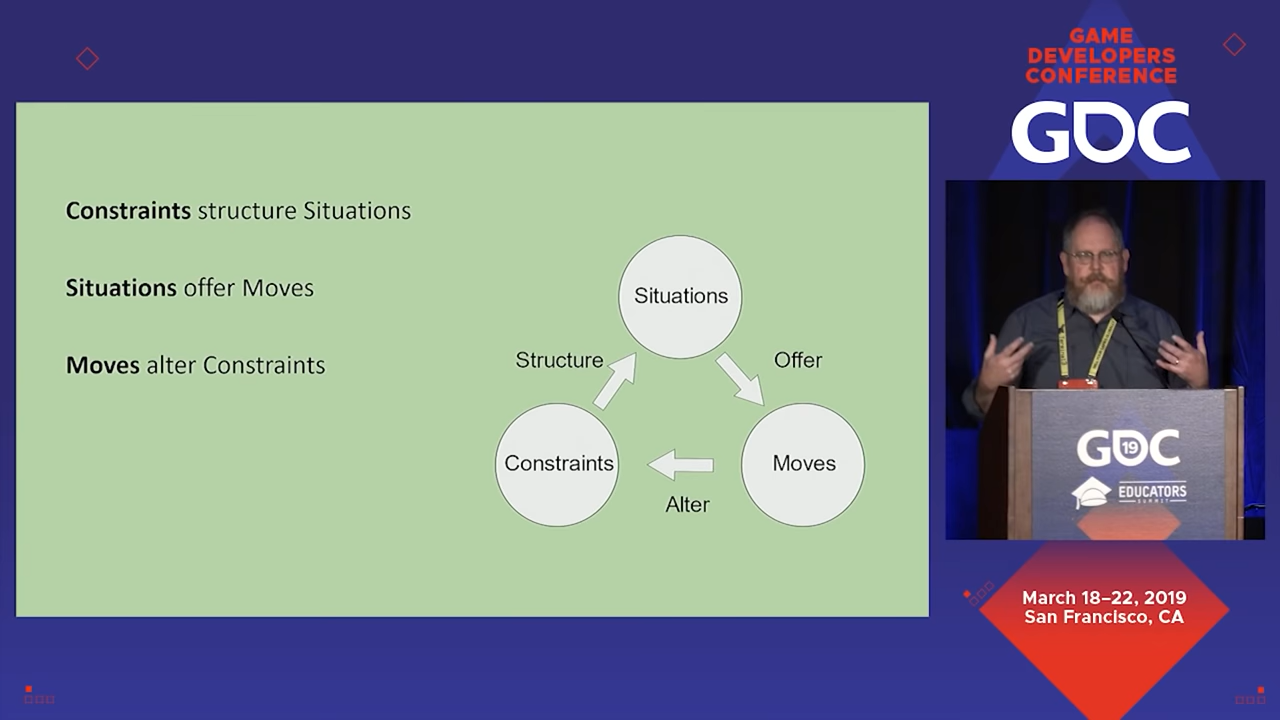 GAME
DEVELOPERS
CONFERENCE
GDC
Constraints structure Situations
Situations offer Moves
Moves alter Constraints
Situations
Structure
Offer
Constraints
Moves
Alter
GDC
19
EDUCATORS
SUMMIT
March 18–22, 2019
San Francisco, CA